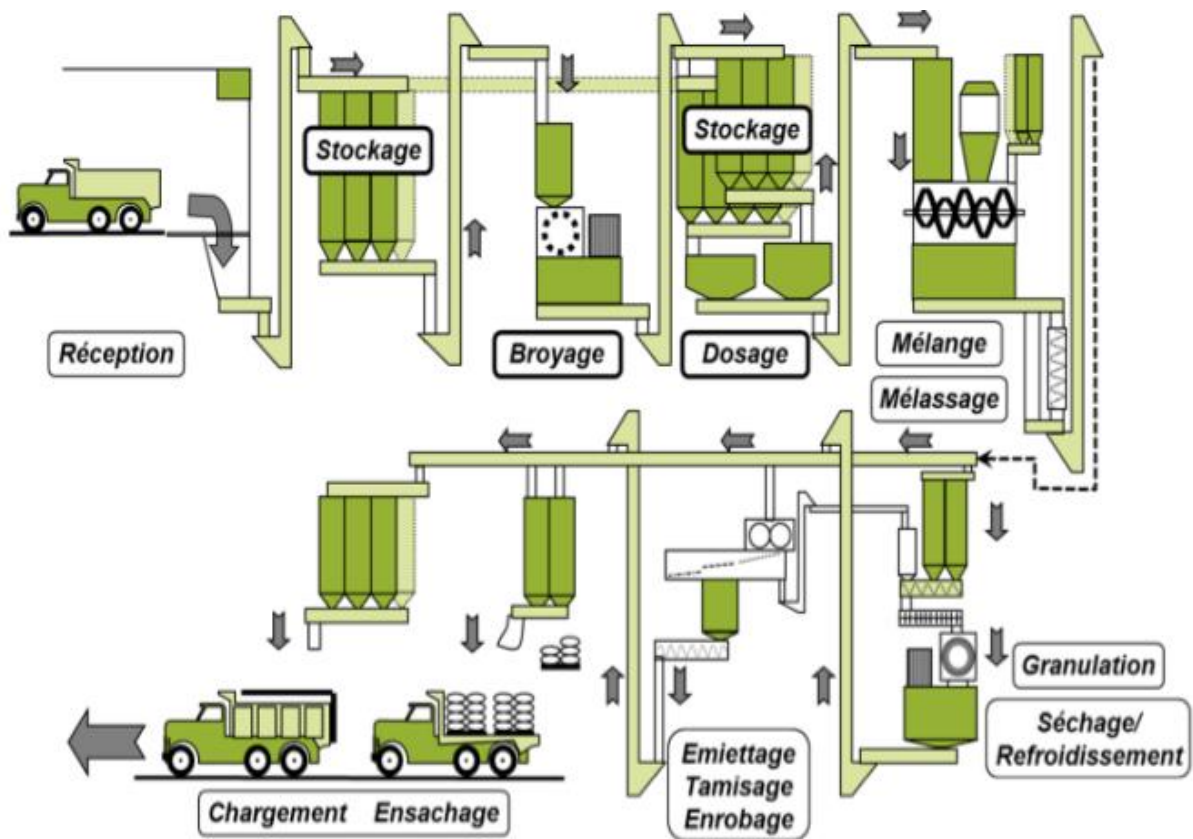 Stockage
Stockage
Réception
Broyage
Dosage
Mélange
Mélassage
Granulation
Séchage/
Refroidissement
Emiettage
Tamisage
Enrobage
Chargement
Ensachage